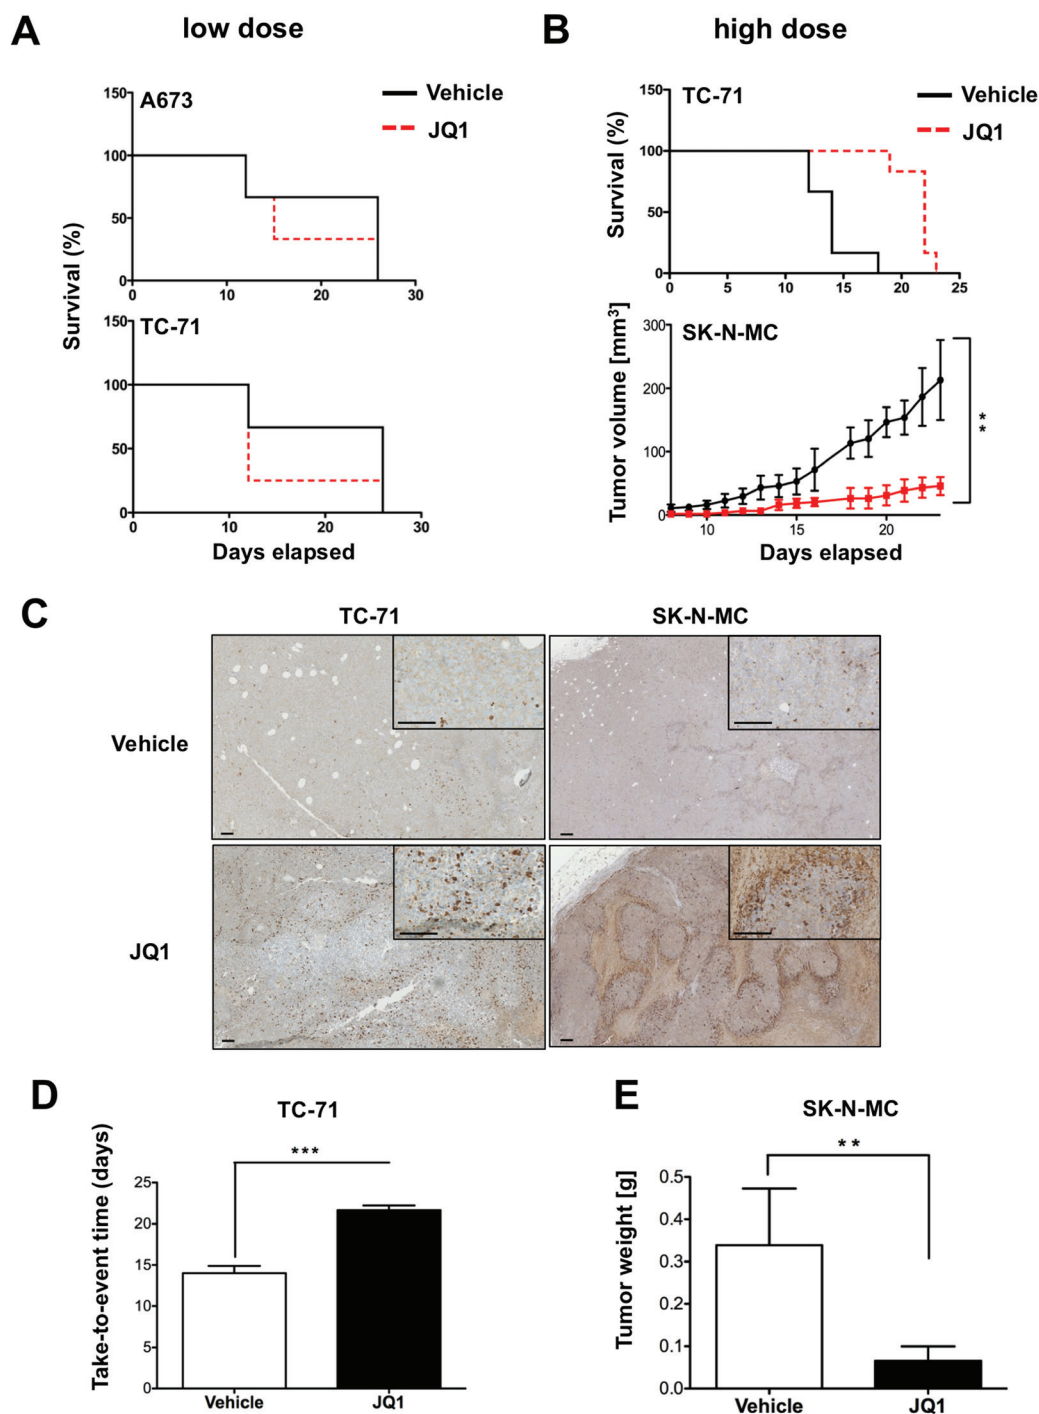 A
low dose
B
high dose
A673
Vehicle
JQ1
Survival (%)
150
100
50
0
0 10 20 30
TC-71
150
100
50
0
0 10 20 30
Days elapsed
TC-71
Vehicle
JQ1
Survival (%)
150
100
50
0
0 5 10 15 20 25
SK-N-MC
Tumor volume [mm³]
300
200
100
0
10 15 20
**
Days elapsed
C
TC-71
SK-N-MC
Vehicle
JQ1
D
TC-71
***
Take-to-event time (days)
25
20
15
10
5
0
Vehicle JQ1
E
SK-N-MC
**
Tumor weight [g]
0.5
0.4
0.3
0.2
0.1
0.0
Vehicle JQ1